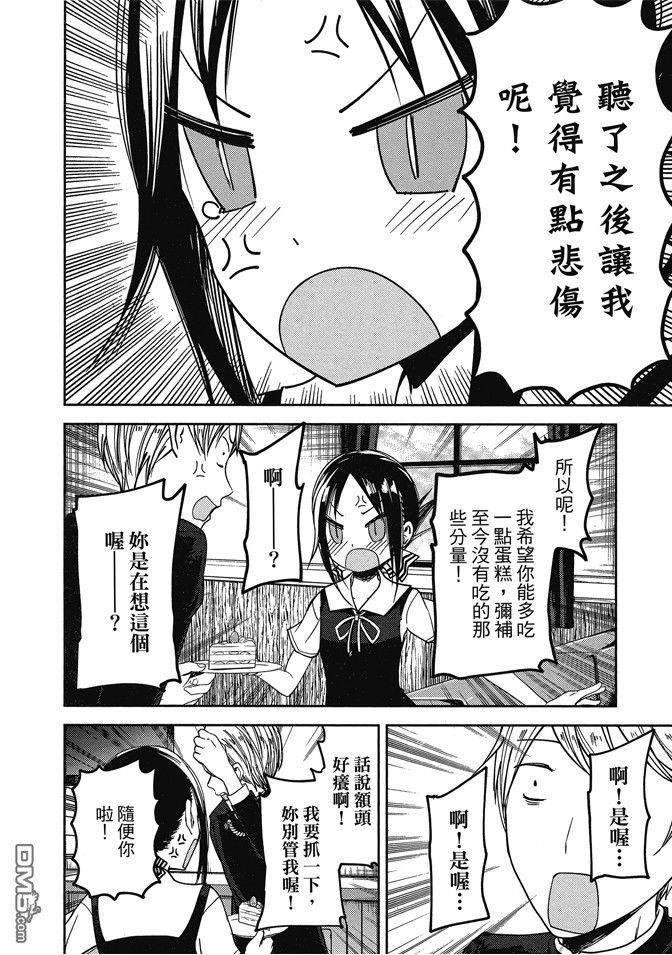 聽了之後讓我
覺得有點悲傷
呢！
所以呢！
我希望你能多吃
一點蛋糕，彌補
至今沒有吃的那
些分量！
啊！
——？
妳是在想這個
喔——？
啊！是喔…
啊！是喔…
話說額頭
好癢啊！
我要抓一下，
妳別管我喔！
隨便你
啦！
DM5.com